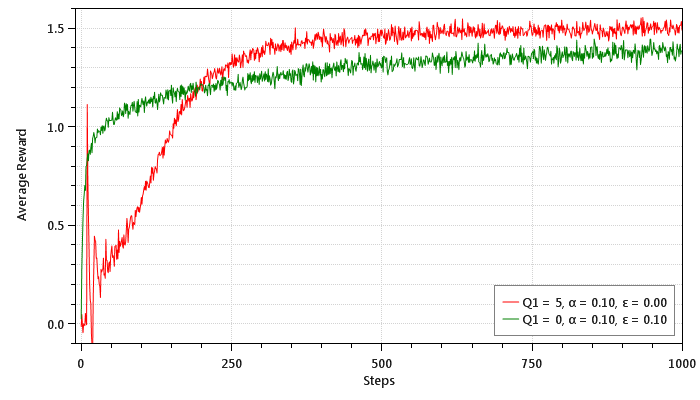 1.5
1.0
0.5
0.0
Average Reward
Q1 = 5, α = 0.10, ε = 0.00
Q1 = 0, α = 0.10, ε = 0.10
0 250 500 750 1000
Steps